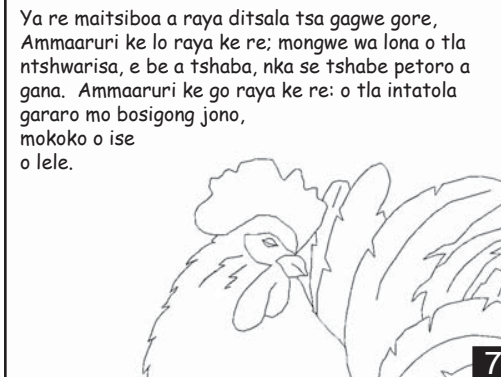 Ya re maitsiboa a raya ditsala tsa gagwe gore,
Ammaaruri ke lo raya ke re; mongwe wa lona o tla
ntshwarisa, e be a tshaba, nka se tshabe petoro a
gana. Ammaaruri ke go raya ke re: o tla intatola
gararo mo bosigong jono,
mokoko o ise
o lele.
7